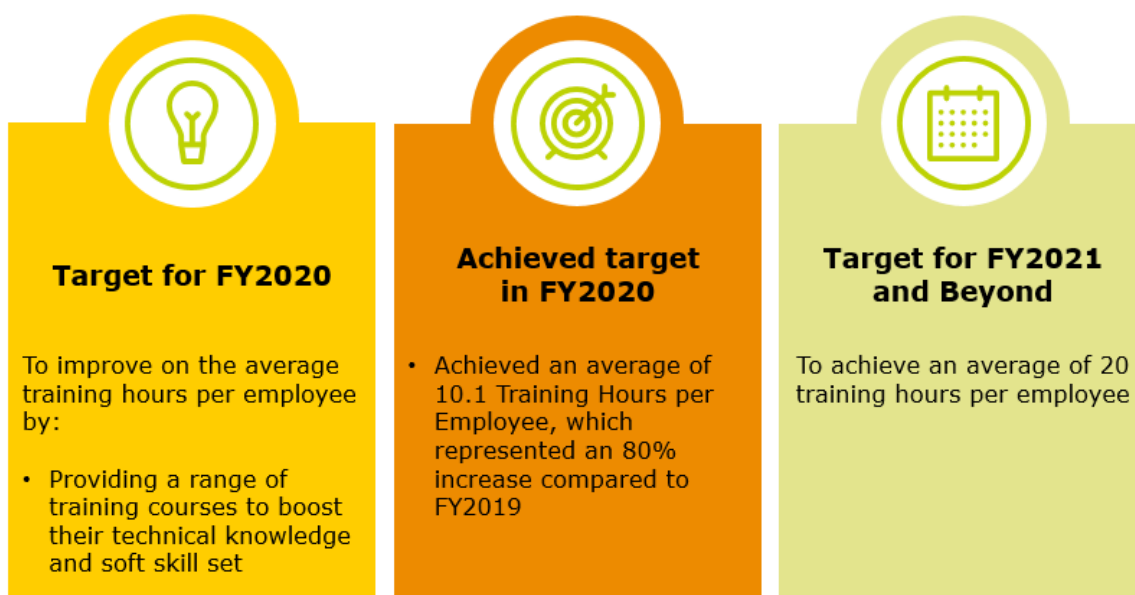 Target for FY2020
To improve on the average
training hours per employee
by:
• Providing a range of
training courses to boost
their technical knowledge
and soft skill set
Achieved target
in FY2020
• Achieved an average of
10.1 Training Hours per
Employee, which
represented an 80%
increase compared to
FY2019
Target for FY2021
and Beyond
To achieve an average of 20
training hours per employee